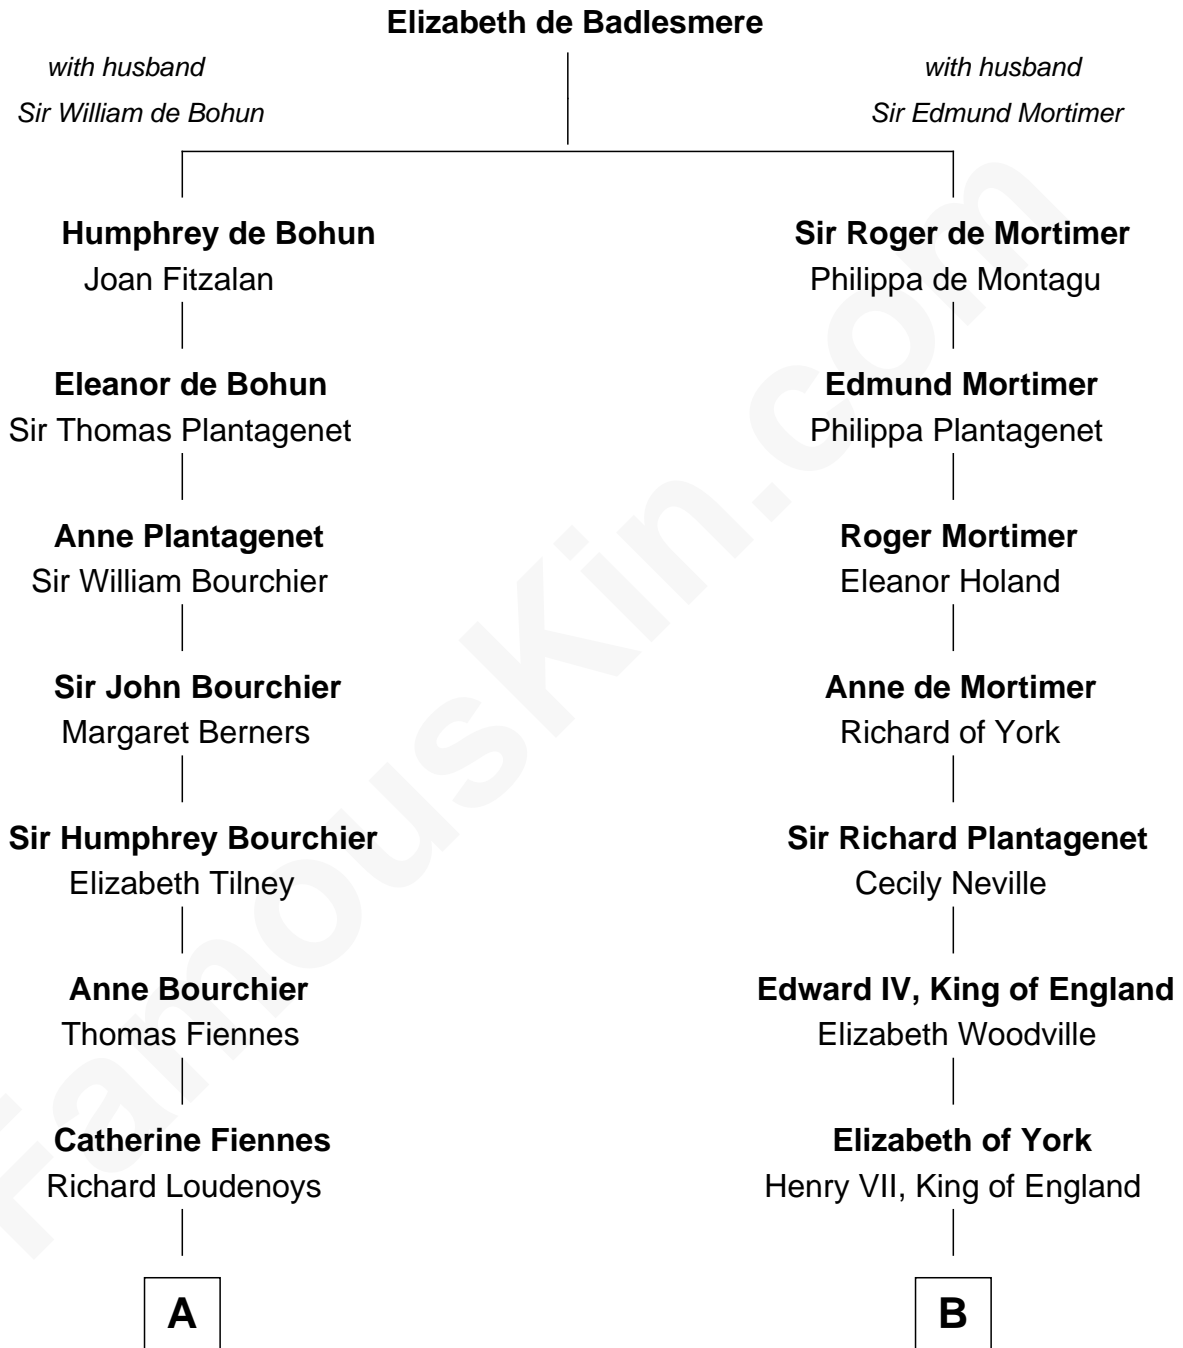 Elizabeth de Badlesmere
with husband
Sir William de Bohun
with husband
Sir Edmund Mortimer
Humphrey de Bohun
Joan Fitzalan
Sir Roger de Mortimer
Philippa de Montagu
Eleanor de Bohun
Sir Thomas Plantagenet
Edmund Mortimer
Philippa Plantagenet
Anne Plantagenet
Sir William Bourchier
Roger Mortimer
Eleanor Holand
Sir John Bourchier
Margaret Berners
Anne de Mortimer
Richard of York
Sir Humphrey Bourchier
Elizabeth Tilney
Sir Richard Plantagenet
Cecily Neville
Anne Bourchier
Thomas Fiennes
Edward IV, King of England
Elizabeth Woodville
Catherine Fiennes
Richard Loudenoys
Elizabeth of York
Henry VII, King of England
A
B
FamousKin.com